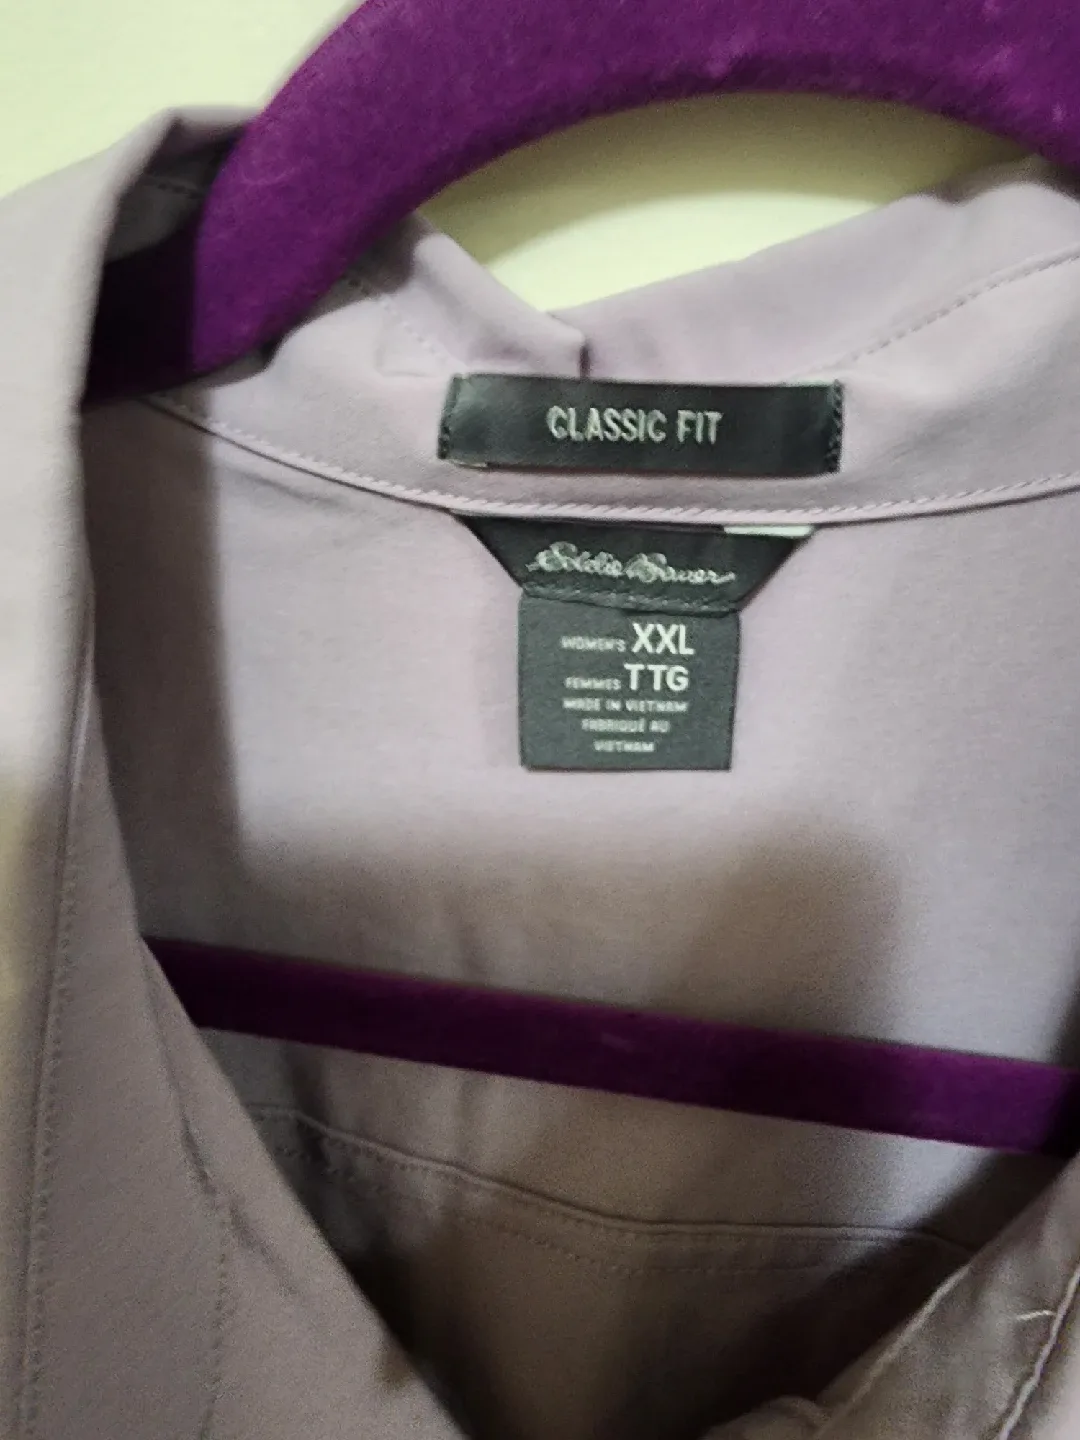 CLASSIC FIT
Eddie Bauer
WOMEN'S XXL
FEMMES TTG
MADE IN VIETNAM
FABRIQUÉ AU
VIETNAM